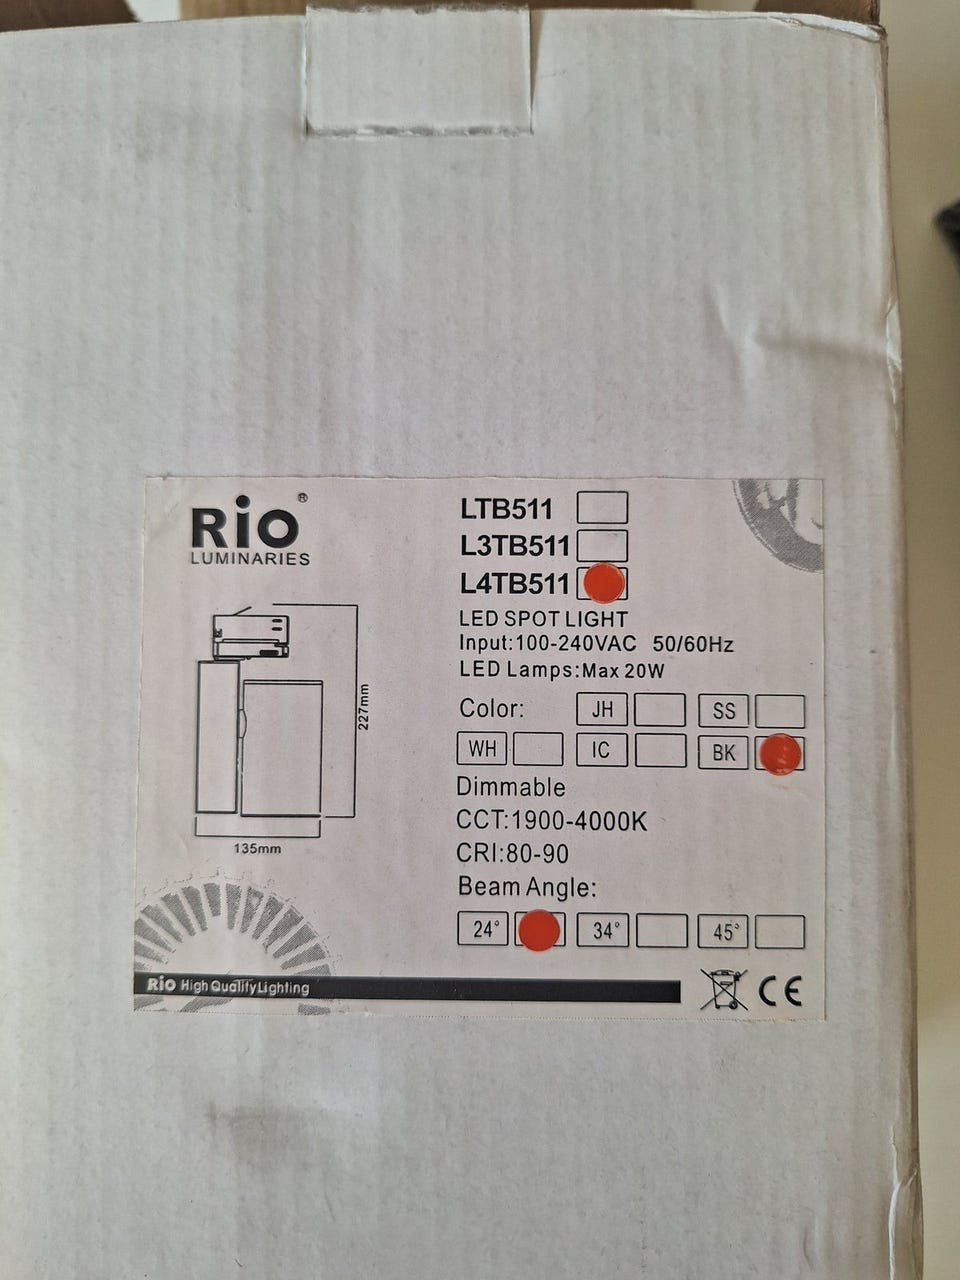 Rio®
LUMINARIES
227mm
135mm
LTB511
L3TB511
L4TB511
LED SPOT LIGHT
Input:100-240VAC 50/60Hz
LED Lamps:Max 20W
Color: JH SS
WH IC BK
Dimmable
CCT:1900-4000K
CRI:80-90
Beam Angle:
24° 34° 45°
Rio High Quality Lighting
CE